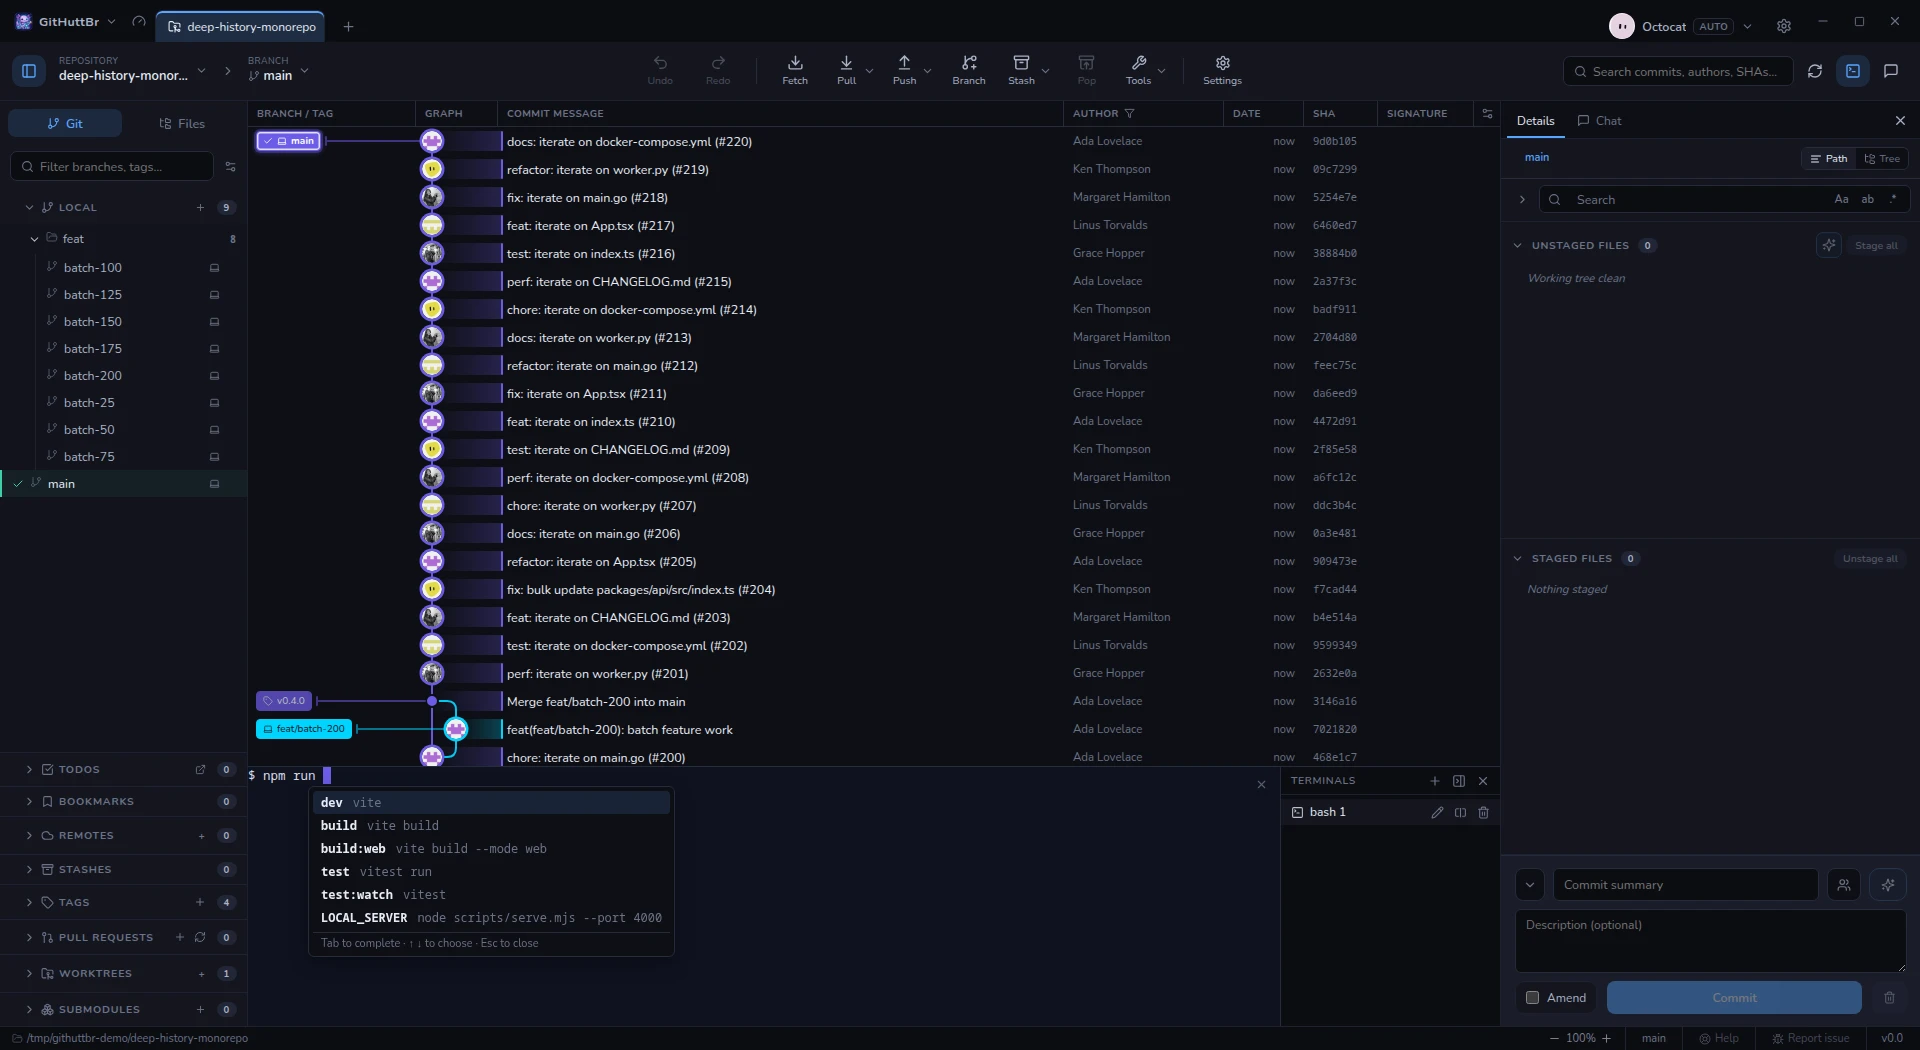 GitHuttBr
deep-history-monorepo
Octocat AUTO
REPOSITORY
deep-history-monor...
BRANCH
main
Undo
Redo
Fetch
Pull
Push
Branch
Stash
Pop
Tools
Settings
Search commits, authors, SHAs...
Git
Files
Filter branches, tags...
LOCAL 9
feat 8
batch-100
batch-125
batch-150
batch-175
batch-200
batch-25
batch-50
batch-75
main
TODOS 0
BOOKMARKS 0
REMOTES + 0
STASHES 0
TAGS + 4
PULL REQUESTS + 0
WORKTREES + 1
SUBMODULES + 0
BRANCH / TAG GRAPH COMMIT MESSAGE AUTHOR DATE SHA SIGNATURE
main docs: iterate on docker-compose.yml (#220) Ada Lovelace now 9d0b105
refactor: iterate on worker.py (#219) Ken Thompson now 09c7299
fix: iterate on main.go (#218) Margaret Hamilton now 5254e7e
feat: iterate on App.tsx (#217) Linus Torvalds now 6460ed7
test: iterate on index.ts (#216) Grace Hopper now 38884b0
perf: iterate on CHANGELOG.md (#215) Ada Lovelace now 2a37f3c
chore: iterate on docker-compose.yml (#214) Ken Thompson now badf911
docs: iterate on worker.py (#213) Margaret Hamilton now 2704d80
refactor: iterate on main.go (#212) Linus Torvalds now feec75c
fix: iterate on App.tsx (#211) Grace Hopper now da6eed9
feat: iterate on index.ts (#210) Ada Lovelace now 4472d91
test: iterate on CHANGELOG.md (#209) Ken Thompson now 2f85e58
perf: iterate on docker-compose.yml (#208) Margaret Hamilton now a6fc12c
chore: iterate on worker.py (#207) Linus Torvalds now ddc3b4c
docs: iterate on main.go (#206) Grace Hopper now 0a3e481
refactor: iterate on App.tsx (#205) Ada Lovelace now 909473e
fix: bulk update packages/api/src/index.ts (#204) Ken Thompson now f7cad44
feat: iterate on CHANGELOG.md (#203) Margaret Hamilton now b4e514a
test: iterate on docker-compose.yml (#202) Linus Torvalds now 9599349
perf: iterate on worker.py (#201) Grace Hopper now 2632e0a
v0.4.0 Merge feat/batch-200 into main Ada Lovelace now 3146a16
feat/batch-200 feat(feat/batch-200): batch feature work Ada Lovelace now 7021820
chore: iterate on main.go (#200) Ada Lovelace now 468e1c7
$ npm run
dev vite
build vite build
build:web vite build --mode web
test vitest run
test:watch vitest
LOCAL_SERVER node scripts/serve.mjs --port 4000
Tab to complete · ↑ ↓ to choose · Esc to close
TERMINALS
bash 1
Details
Chat
main
Path
Tree
Search Aa ab .*
UNSTAGED FILES 0 Stage all
Working tree clean
STAGED FILES 0 Unstage all
Nothing staged
Commit summary
Description (optional)
Amend
Commit
/tmp/githuttbr-demo/deep-history-monorepo
— 100% +
main
Help
Report issue
v0.0